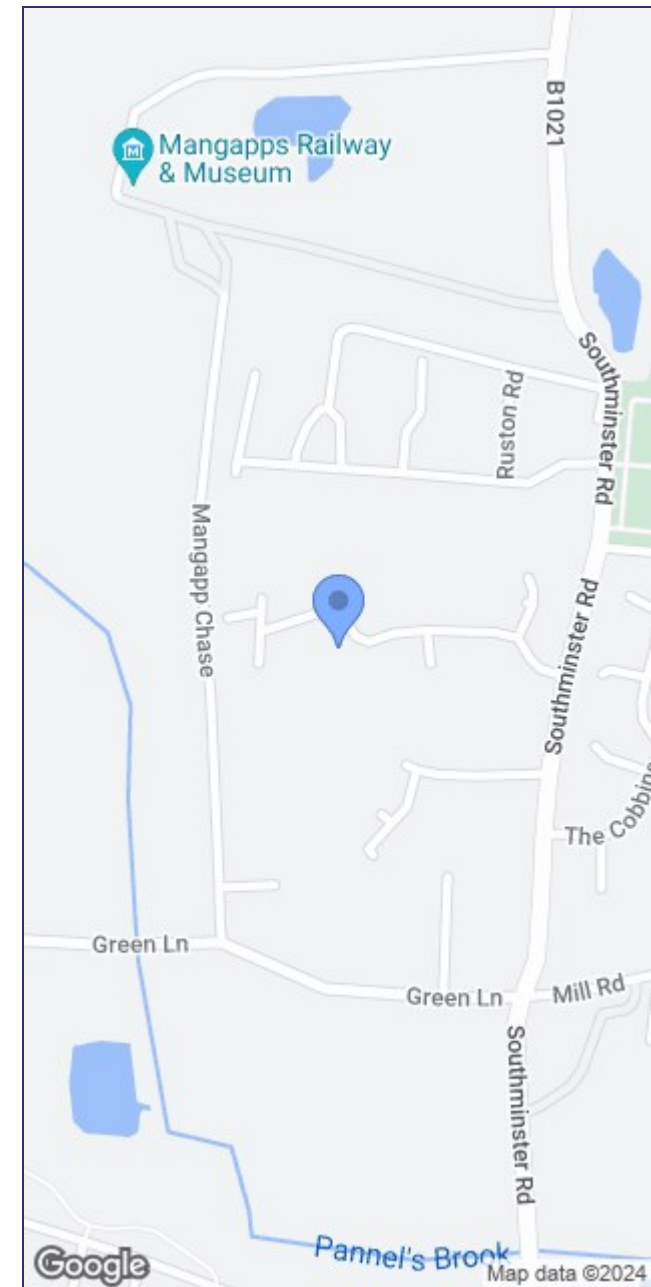 B1021
Mangapps Railway
& Museum
Southminster Rd
Ruston Rd
Mangapp Chase
Southminster Rd
The Cobbins
Green Ln
Green Ln
Mill Rd
Southminster Rd
Pannel's Brook
Google
Map data ©2024